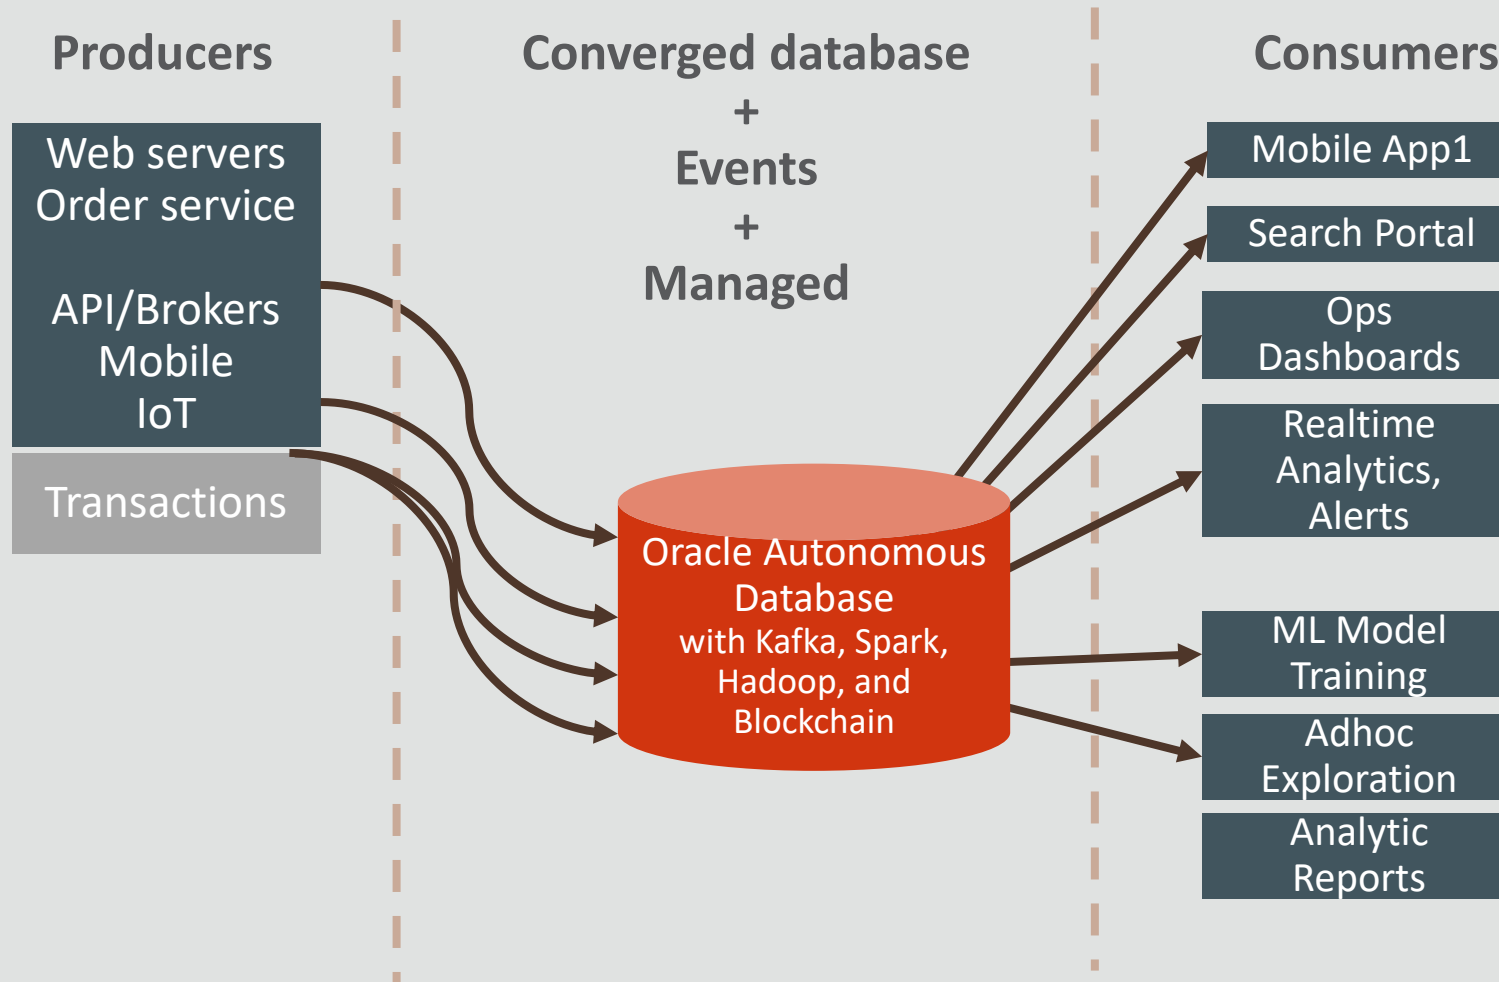 Producers
Web servers
Order service
API/Brokers
Mobile
IoT
Transactions
Converged database
+
Events
+
Managed
Oracle Autonomous
Database
with Kafka, Spark,
Hadoop, and
Blockchain
Consumers
Mobile App1
Search Portal
Ops
Dashboards
Realtime
Analytics,
Alerts
ML Model
Training
Adhoc
Exploration
Analytic
Reports